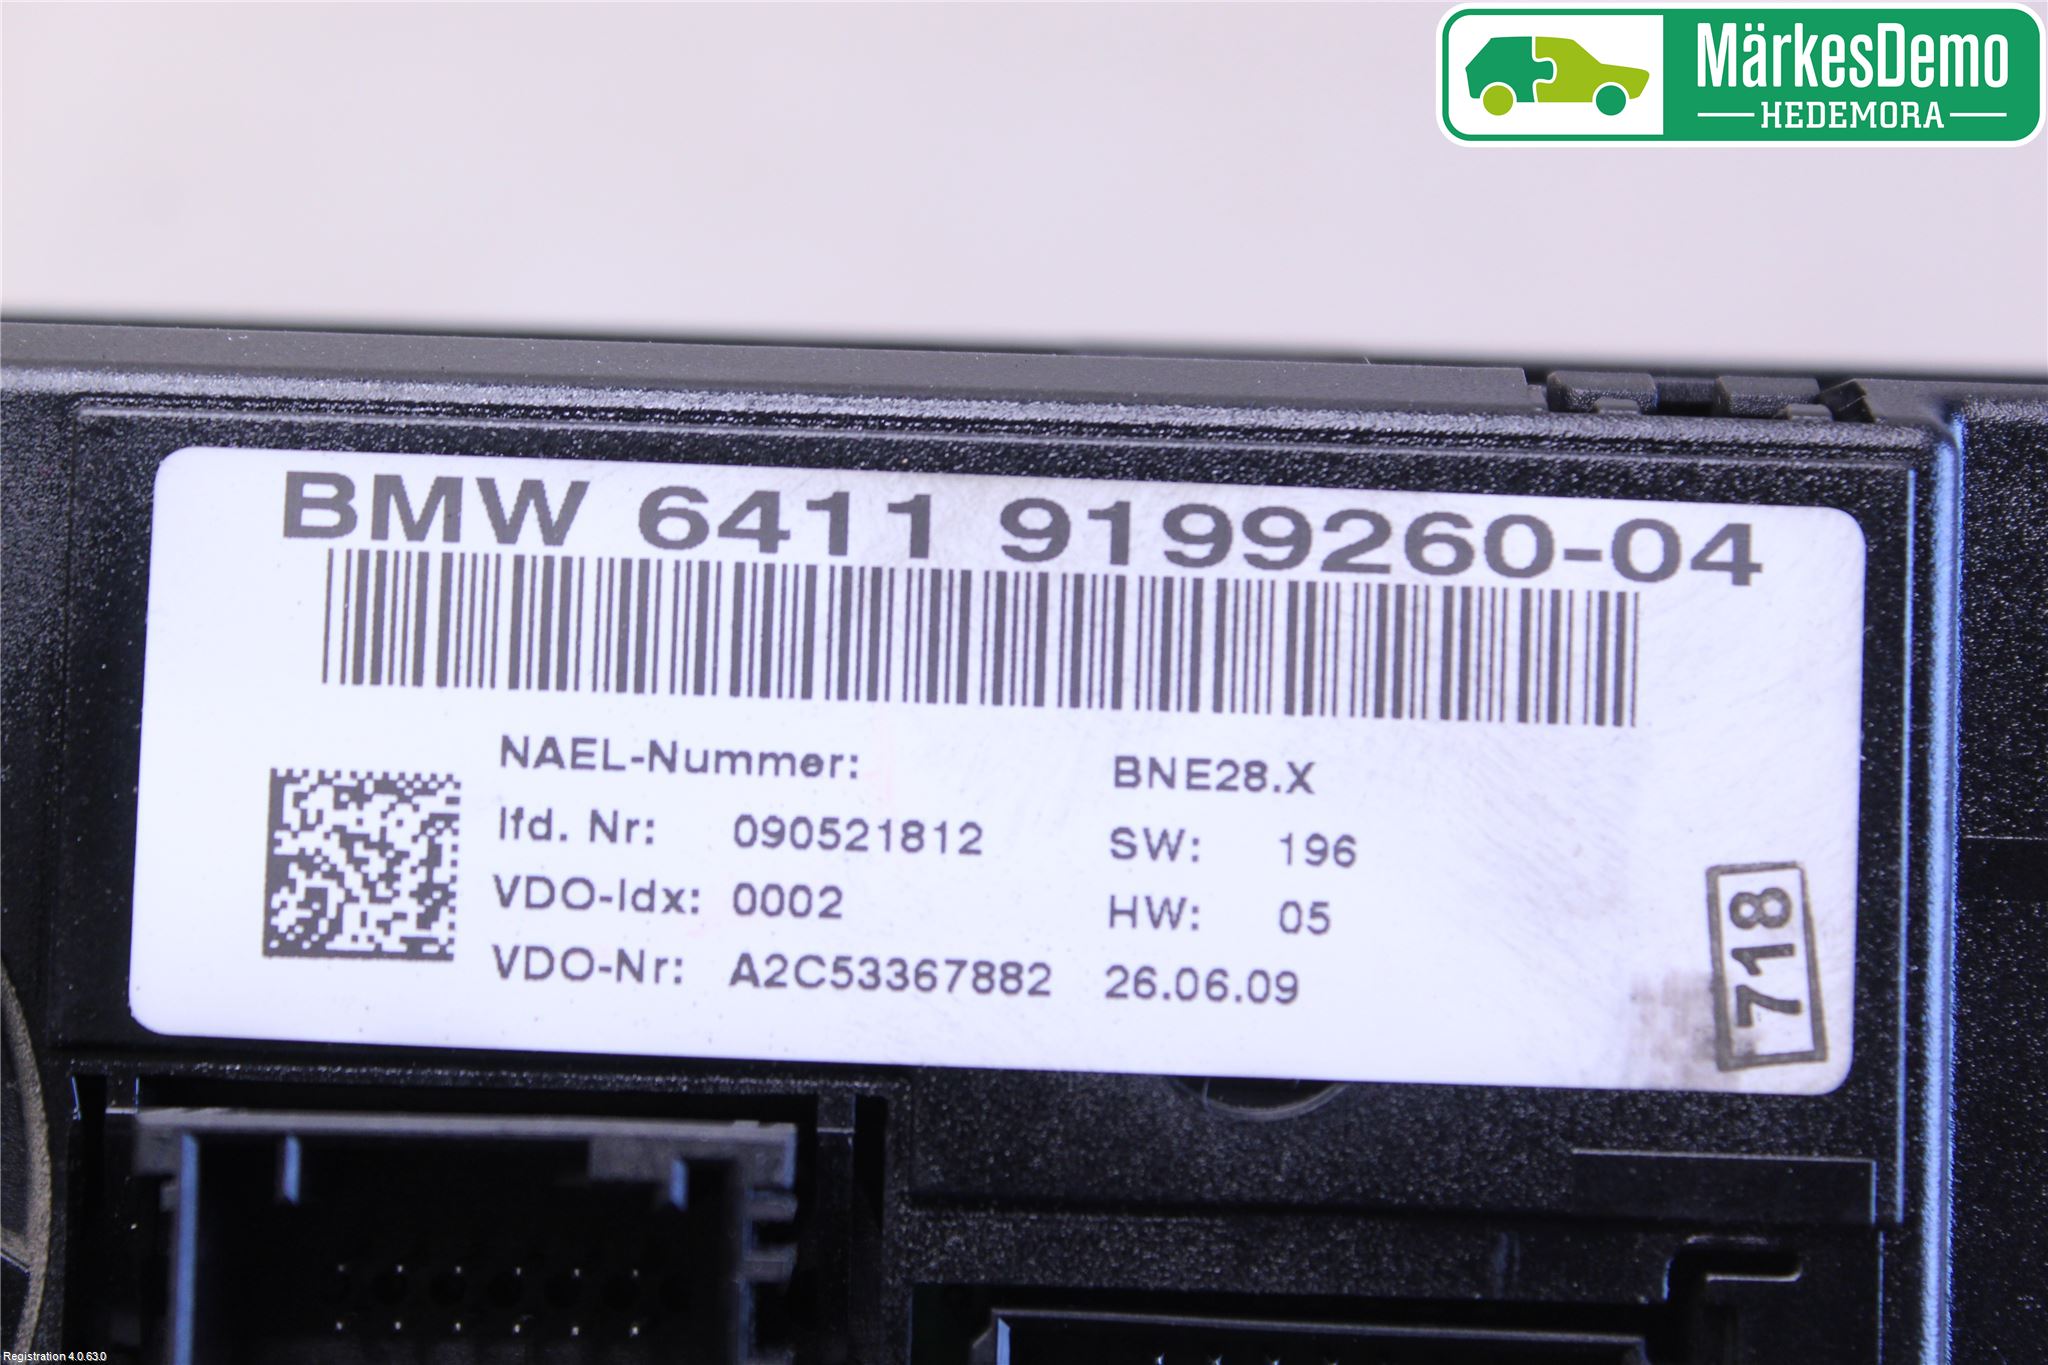 MärkesDemo
HEDEMORA
BMW 6411 9199260-04
NAEL-Nummer: BNE28.X
lfd. Nr: 090521812 SW: 196
VDO-Idx: 0002 HW: 05
VDO-Nr: A2C53367882 26.06.09
718
Registration 4.0.63.0